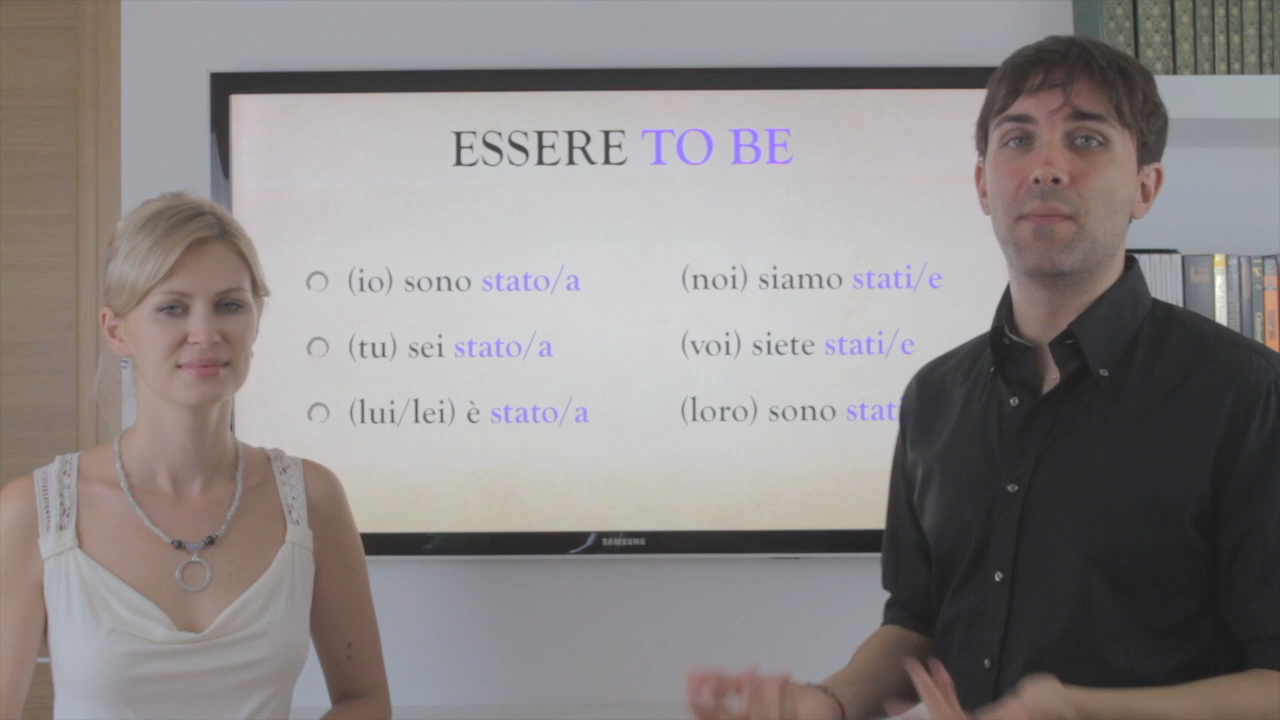 ESSERE TO BE
(io) sono stato/a
(tu) sei stato/a
(lui/lei) è stato/a
(noi) siamo stati/e
(voi) siete stati/e
(loro) sono
SAMSUNG